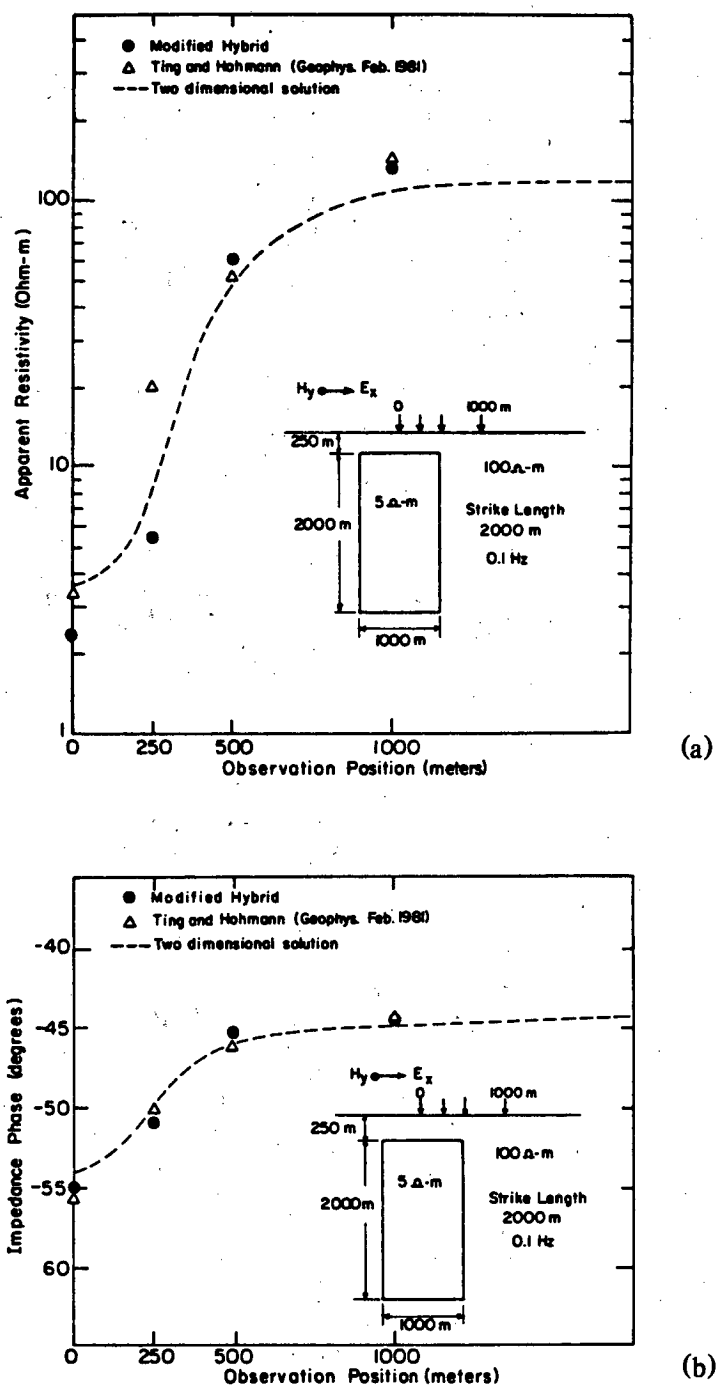 Modified Hybrid
Ting and Hohmann (Geophys. Feb. 1981)
Two dimensional solution
100
10
1
Apparent Resistivity (Ohm-m)
Hy
Ex
0
1000 m
250 m
100 Ω-m
5 Ω-m
Strike Length
2000 m
2000 m
0.1 Hz
1000 m
0
250
500
1000
Observation Position (meters)
(a)
Modified Hybrid
Ting and Hohmann (Geophys. Feb. 1981)
Two dimensional solution
-40
-45
-50
-55
60
Impedance Phase (degrees)
Hy
Ex
0
1000 m
250 m
100 Ω-m
5 Ω-m
2000 m
Strike Length
2000 m
0.1 Hz
1000 m
0
250
500
1000
Observation Position (meters)
(b)